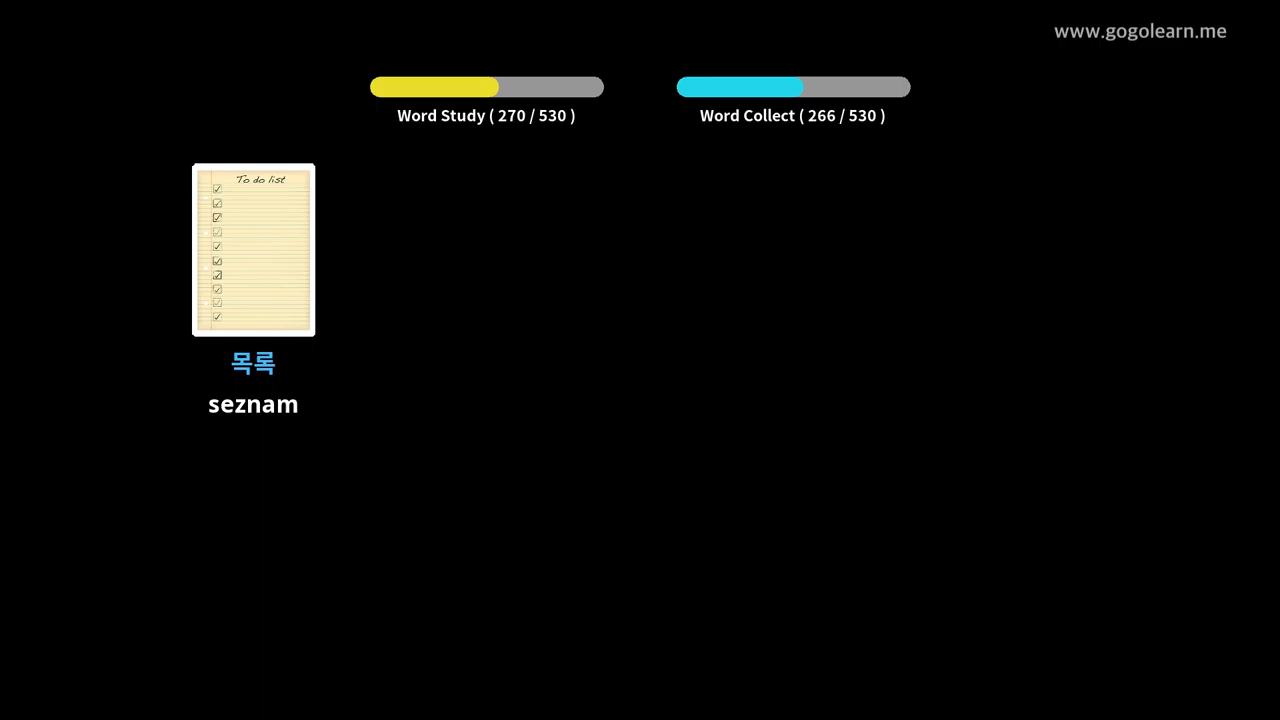 www.gogolearn.me
Word Study ( 270 / 530 )
Word Collect ( 266 / 530 )
To do list
목록
seznam